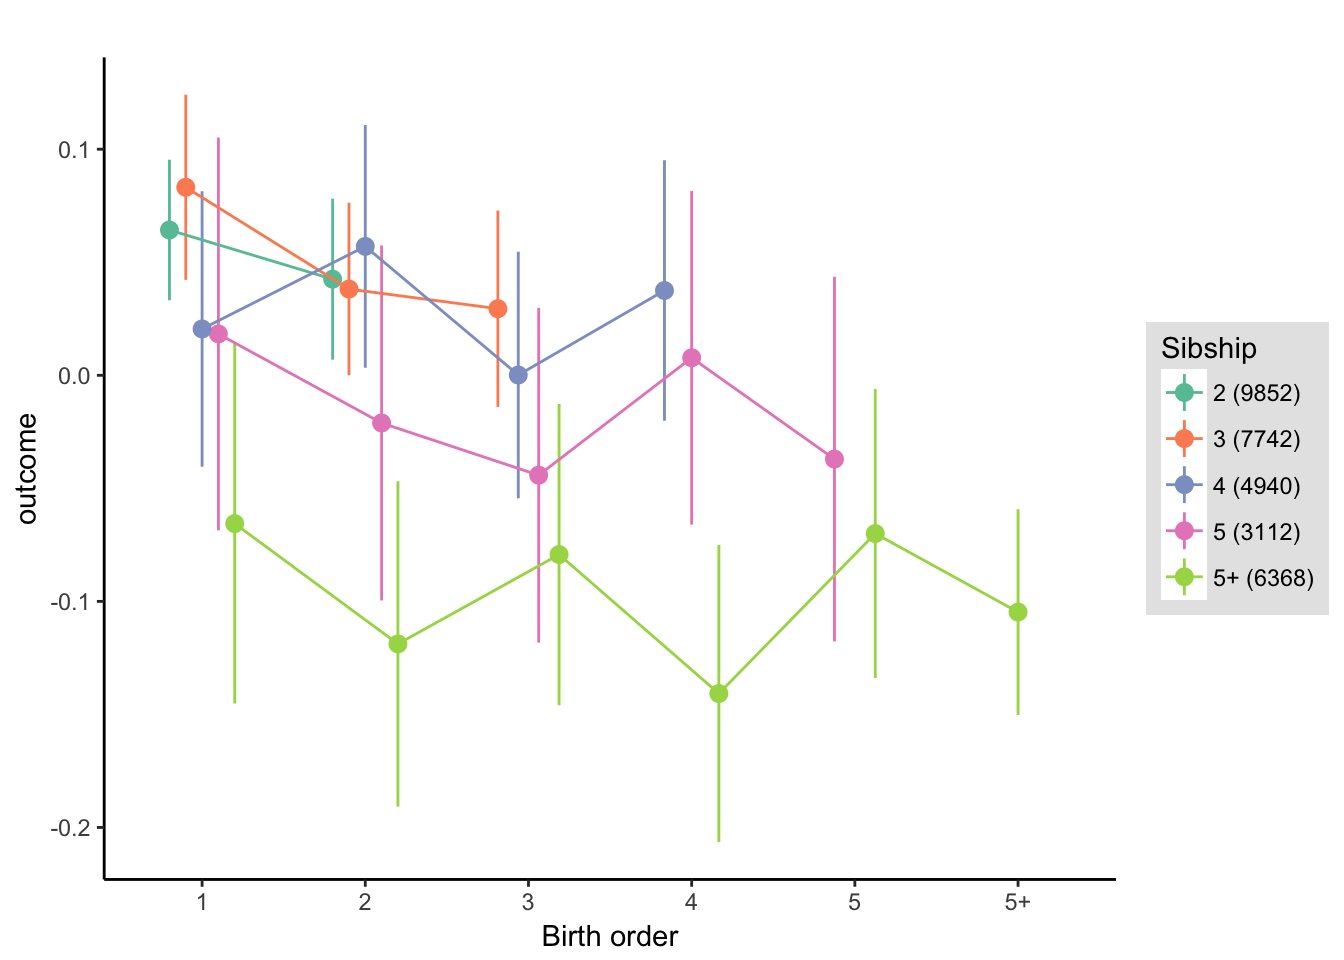 0.1
0.0
-0.1
-0.2
outcome
1 2 3 4 5 5+
Birth order
Sibship
2 (9852)
3 (7742)
4 (4940)
5 (3112)
5+ (6368)